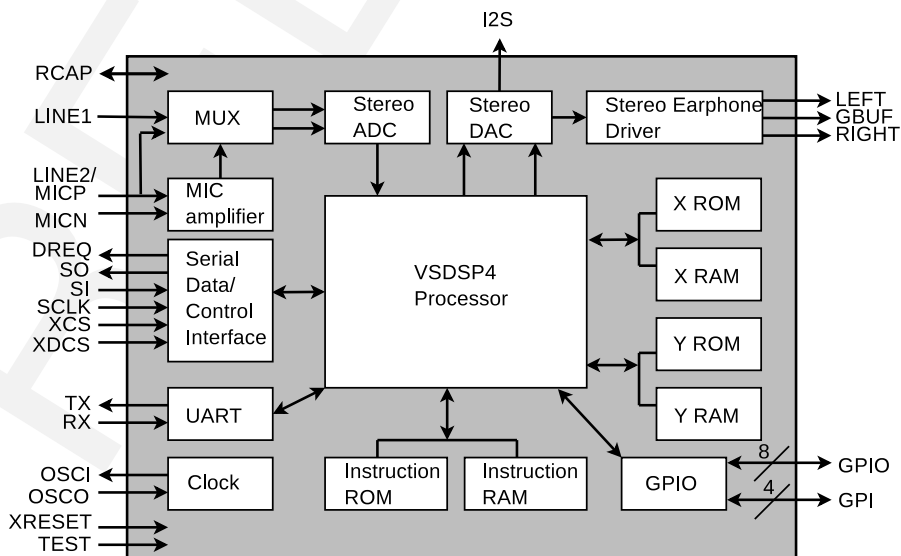 I2S
RCAP
LINE1
LINE2/
MICP
MICN
DREQ
SO
SI
SCLK
XCS
XDCS
TX
RX
OSCI
OSCO
XRESET
TEST
MUX
Stereo
ADC
Stereo
DAC
Stereo Earphone
Driver
LEFT
GBUF
RIGHT
MIC
amplifier
Serial
Data/
Control
Interface
VSDSP4
Processor
X ROM
X RAM
Y ROM
Y RAM
UART
Clock
Instruction
ROM
Instruction
RAM
GPIO
8
GPIO
4
GPI